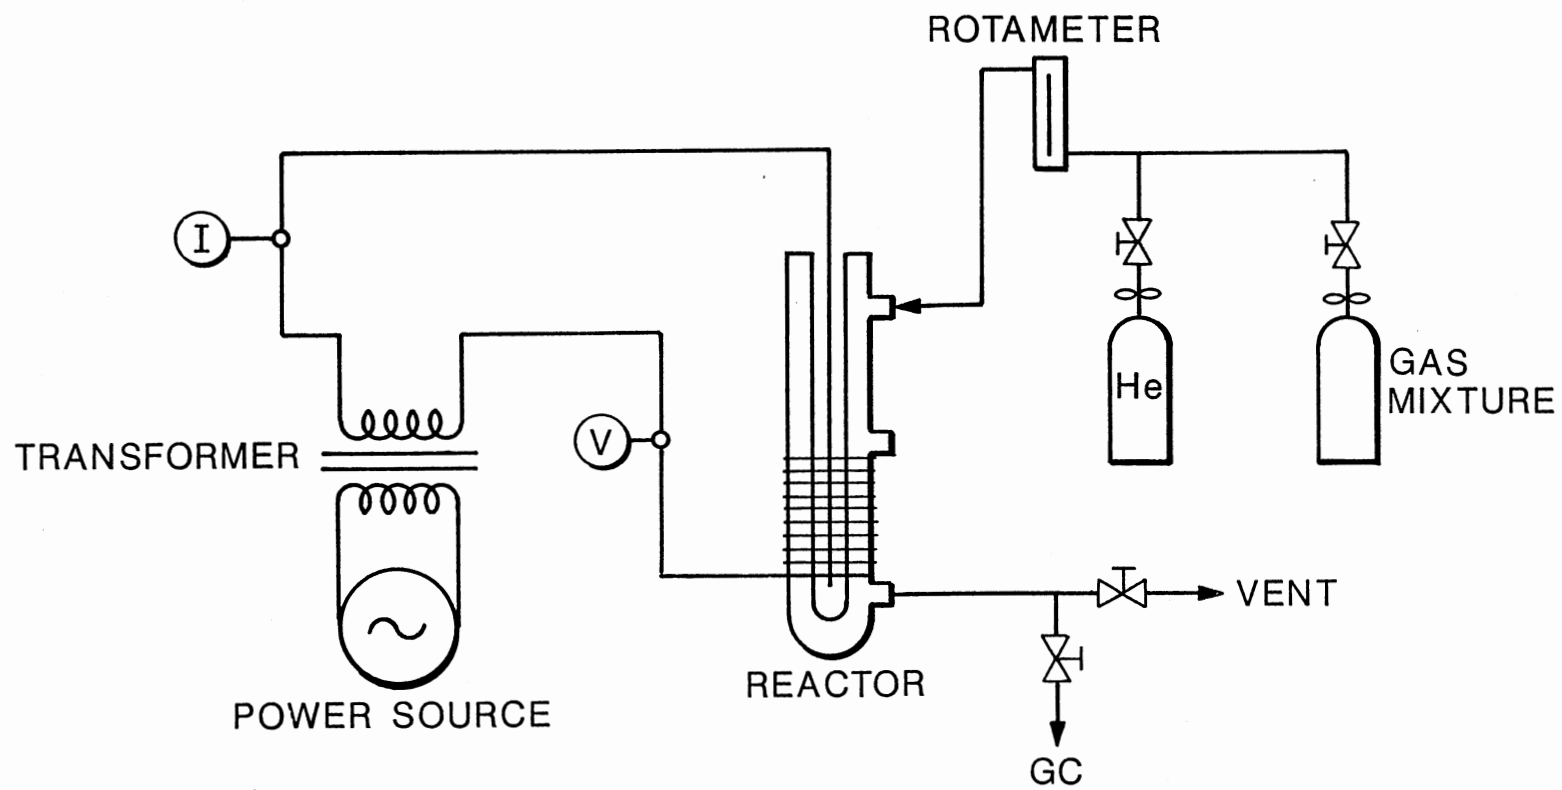 ROTAMETER
I
He
GAS
MIXTURE
TRANSFORMER
V
VENT
REACTOR
POWER SOURCE
GC